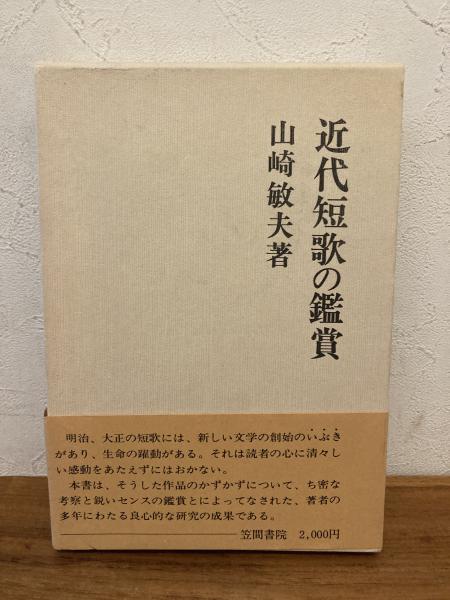 近代短歌の鑑賞
山崎敏夫著
明治、大正の短歌には、新しい文学の創始のいぶき
があり、生命の躍動がある。それは読者の心に清々し
い感動をあたえずにはおかない。
本書は、そうした作品のかずかずについて、ち密な
考察と鋭いセンスの鑑賞とによってなされた、著者の
多年にわたる良心的な研究の成果である。
笠間書院 2,000円